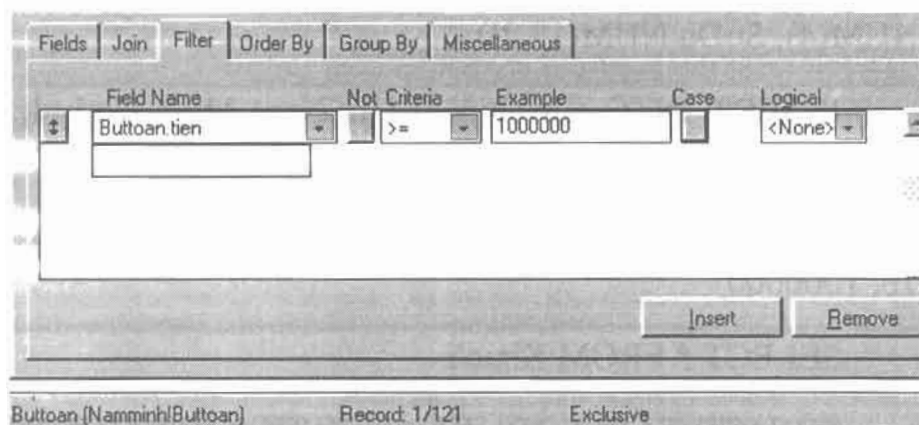 Fields Join Filter Order By Group By Miscellaneous
Field Name Not Criteria Example Case Logical
Buttoan.tien >= 1000000 <None>
Insert Remove
Buttoan (Namminh!Buttoan) Record: 1/121 Exclusive